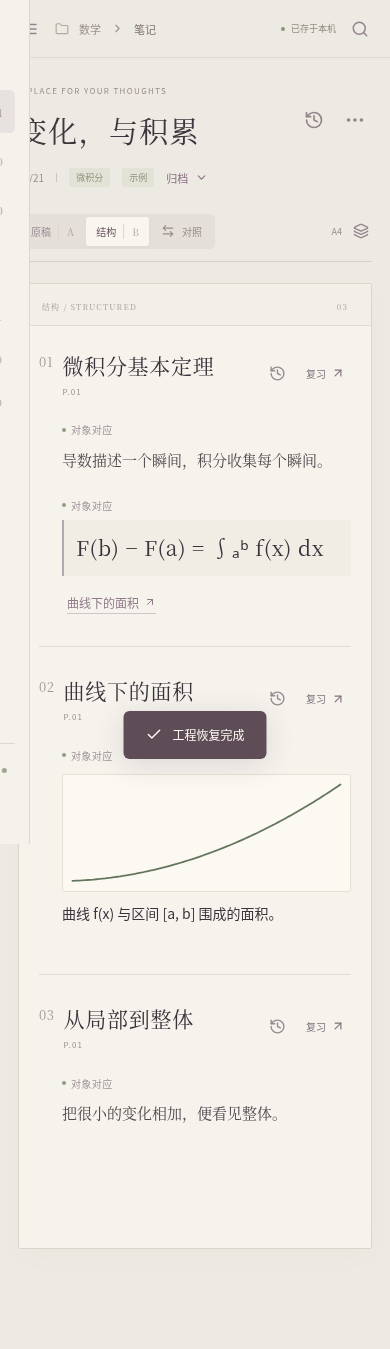 数学 > 笔记
已存于本机
PLACE FOR YOUR THOUGHTS
变化，与积累
/21
微积分
示例
归档
原稿 A
结构 B
对照
A4
结构 / STRUCTURED
03
01 微积分基本定理
复习
P.01
对象对应
导数描述一个瞬间，积分收集每个瞬间。
对象对应
F(b) − F(a) = ∫ₐᵇ f(x) dx
曲线下的面积
02 曲线下的面积
复习
P.01
工程恢复完成
对象对应
曲线 f(x) 与区间 [a, b] 围成的面积。
03 从局部到整体
复习
P.01
对象对应
把很小的变化相加，便看见整体。